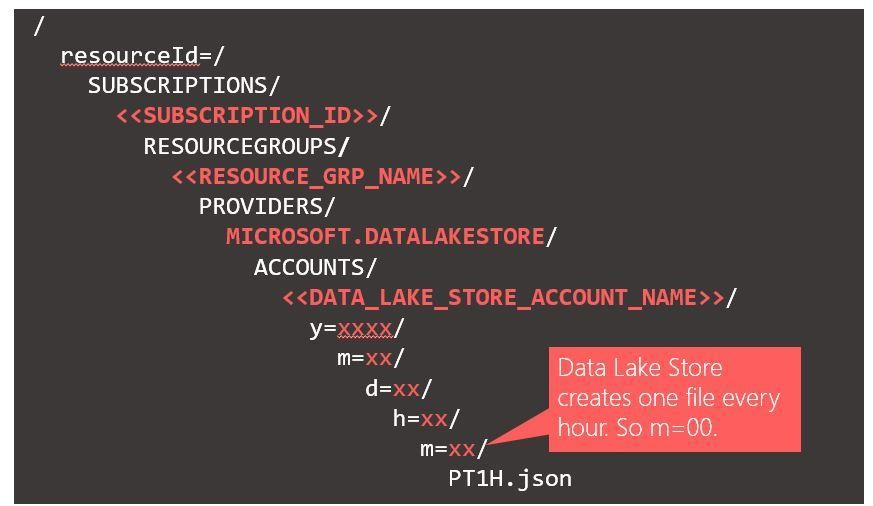 /
resourceId=/
SUBSCRIPTIONS/
<<SUBSCRIPTION_ID>>/
RESOURCEGROUPS/
<<RESOURCE_GRP_NAME>>/
PROVIDERS/
MICROSOFT.DATALAKESTORE/
ACCOUNTS/
<<DATA_LAKE_STORE_ACCOUNT_NAME>>/
y=xxxx/
m=xx/
d=xx/
h=xx/
m=xx/
PT1H.json
Data Lake Store
creates one file every
hour. So m=00.